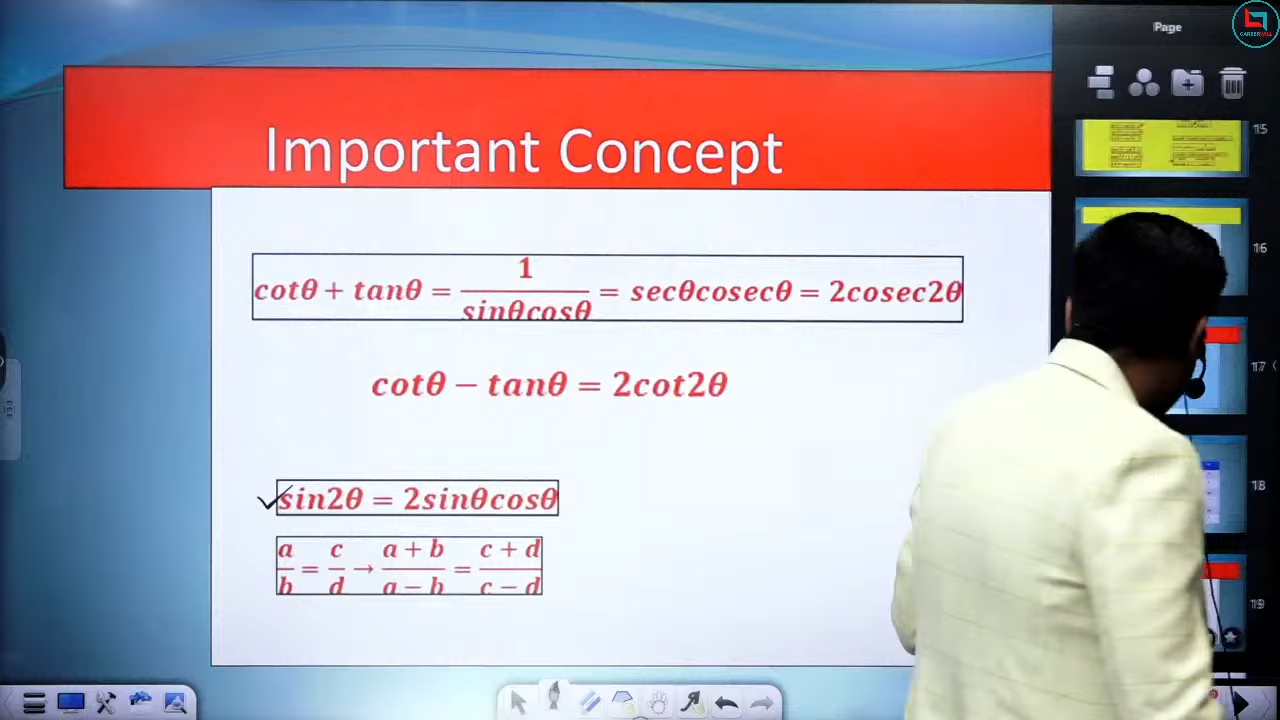 Important Concept
cotθ + tanθ = 1/sinθcosθ = secθcosecθ = 2cosec2θ
cotθ − tanθ = 2cot2θ
sin2θ = 2sinθcosθ
a/b = c/d → a + b/a − b = c + d/c − d
Page
15
16
17
18
19